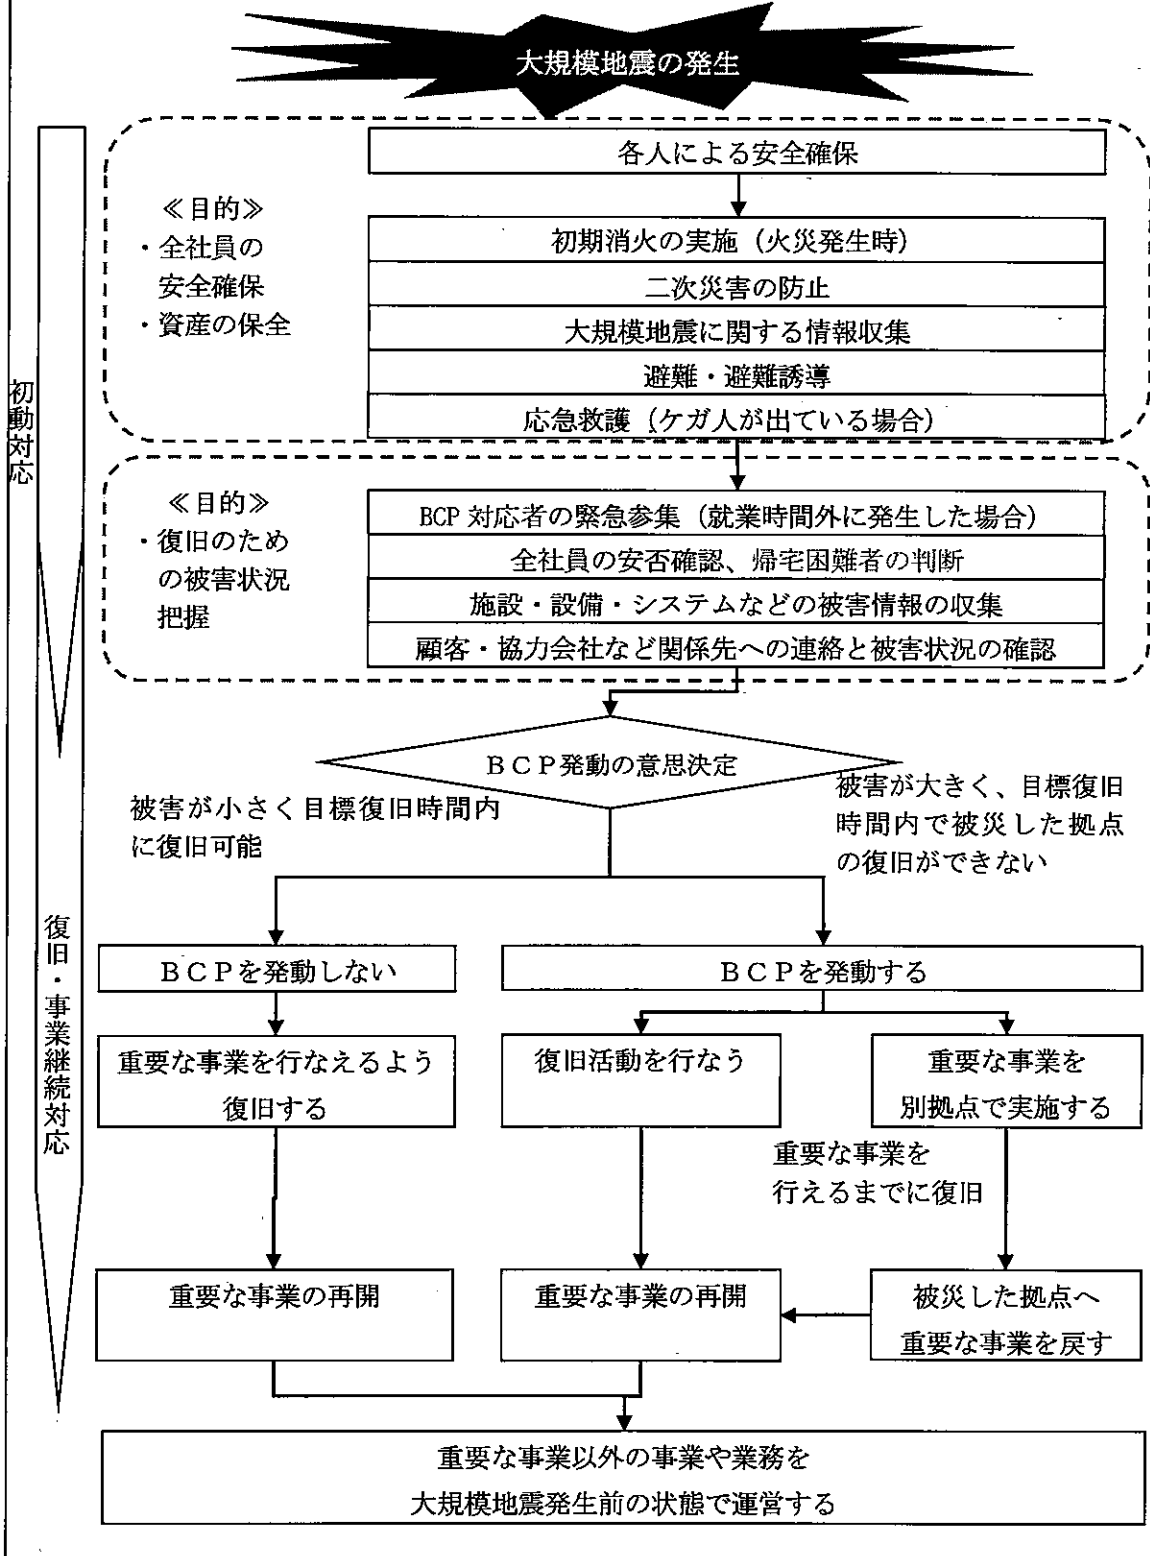 大規模地震の発生
各人による安全確保
≪目的≫
・全社員の
安全確保
・資産の保全
初期消火の実施（火災発生時）
二次災害の防止
大規模地震に関する情報収集
避難・避難誘導
応急救護（ケガ人が出ている場合）
初動対応
≪目的≫
・復旧のため
の被害状況
把握
BCP 対応者の緊急参集（就業時間外に発生した場合）
全社員の安否確認、帰宅困難者の判断
施設・設備・システムなどの被害情報の収集
顧客・協力会社など関係先への連絡と被害状況の確認
ＢＣＰ発動の意思決定
被害が小さく目標復旧時間内
に復旧可能
被害が大きく、目標復旧
時間内で被災した拠点
の復旧ができない
復旧・事業継続対応
ＢＣＰを発動しない
ＢＣＰを発動する
重要な事業を行なえるよう
復旧する
復旧活動を行なう
重要な事業を
別拠点で実施する
重要な事業を
行えるまでに復旧
重要な事業の再開
重要な事業の再開
被災した拠点へ
重要な事業を戻す
重要な事業以外の事業や業務を
大規模地震発生前の状態で運営する